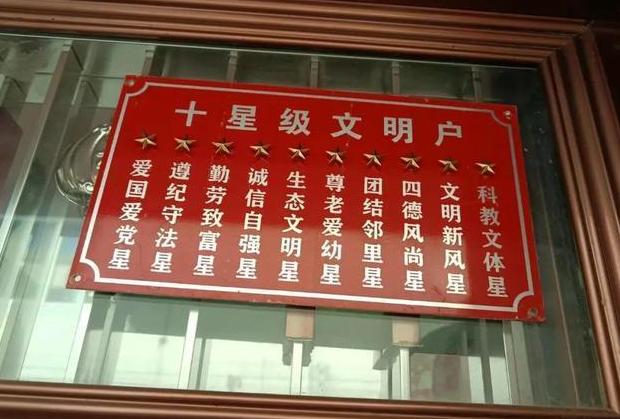 十星级文明户
爱国爱党星
遵纪守法星
勤劳致富星
诚信自强星
生态文明星
尊老爱幼星
团结邻里星
四德风尚星
文明新风星
科教文体星